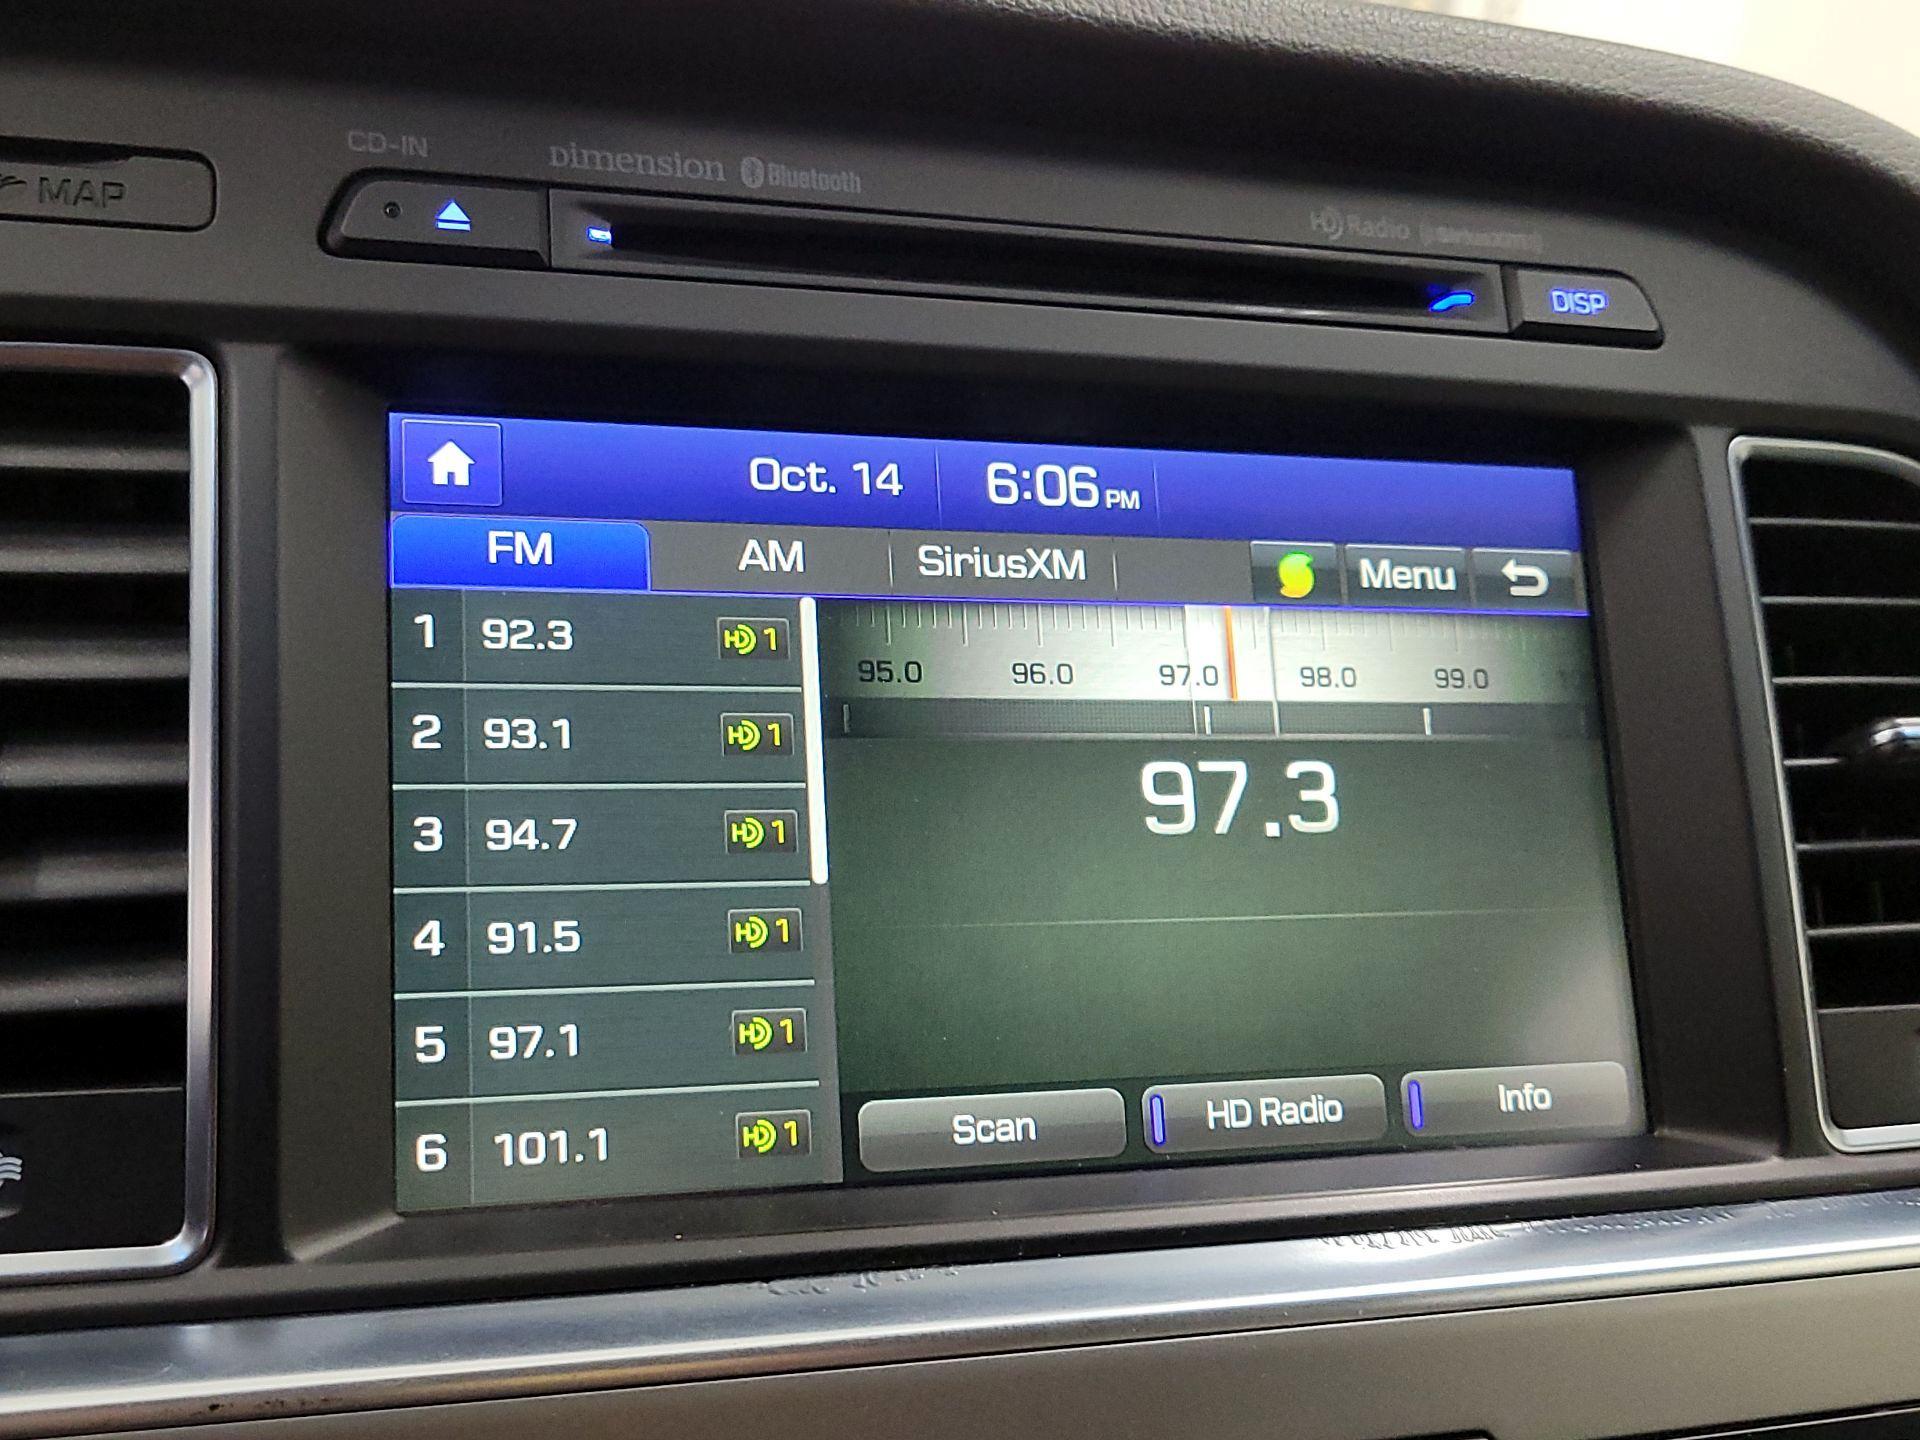 CD-IN
Dimension Bluetooth
MAP
HD Radio
DISP
Oct. 14 6:06 PM
FM AM SiriusXM Menu
1 92.3 HD 1
2 93.1 HD 1
3 94.7 HD 1
4 91.5 HD 1
5 97.1 HD 1
6 101.1 HD 1
95.0 96.0 97.0 98.0 99.0
97.3
Scan HD Radio Info